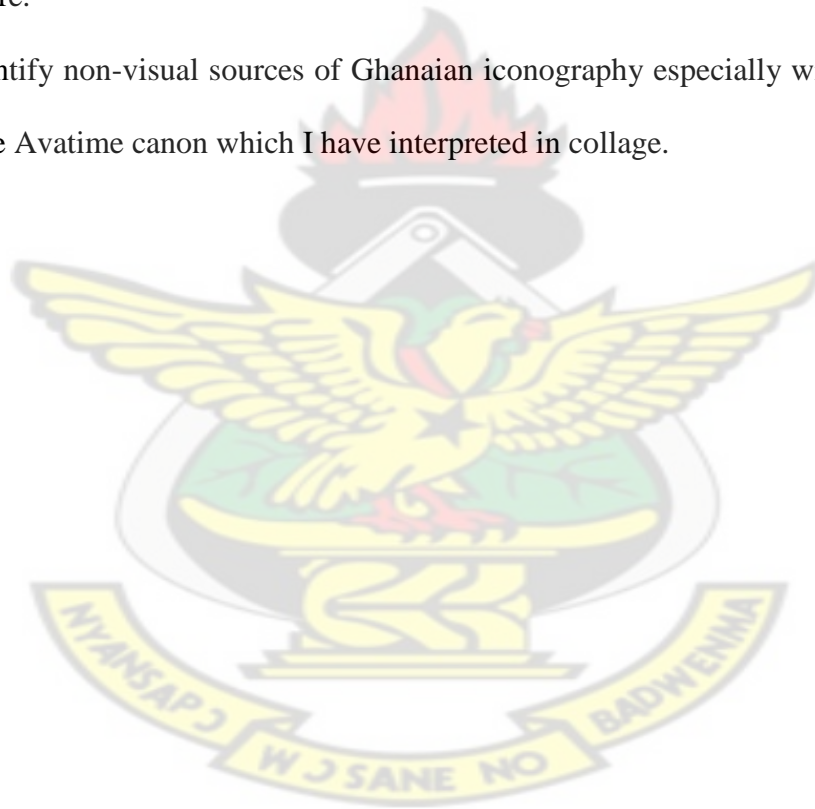 re.
ntify non-visual sources of Ghanaian iconography especially w
e Avatime canon which I have interpreted in collage.
NYANSAPƆ WƆSANE NO BADWENMA